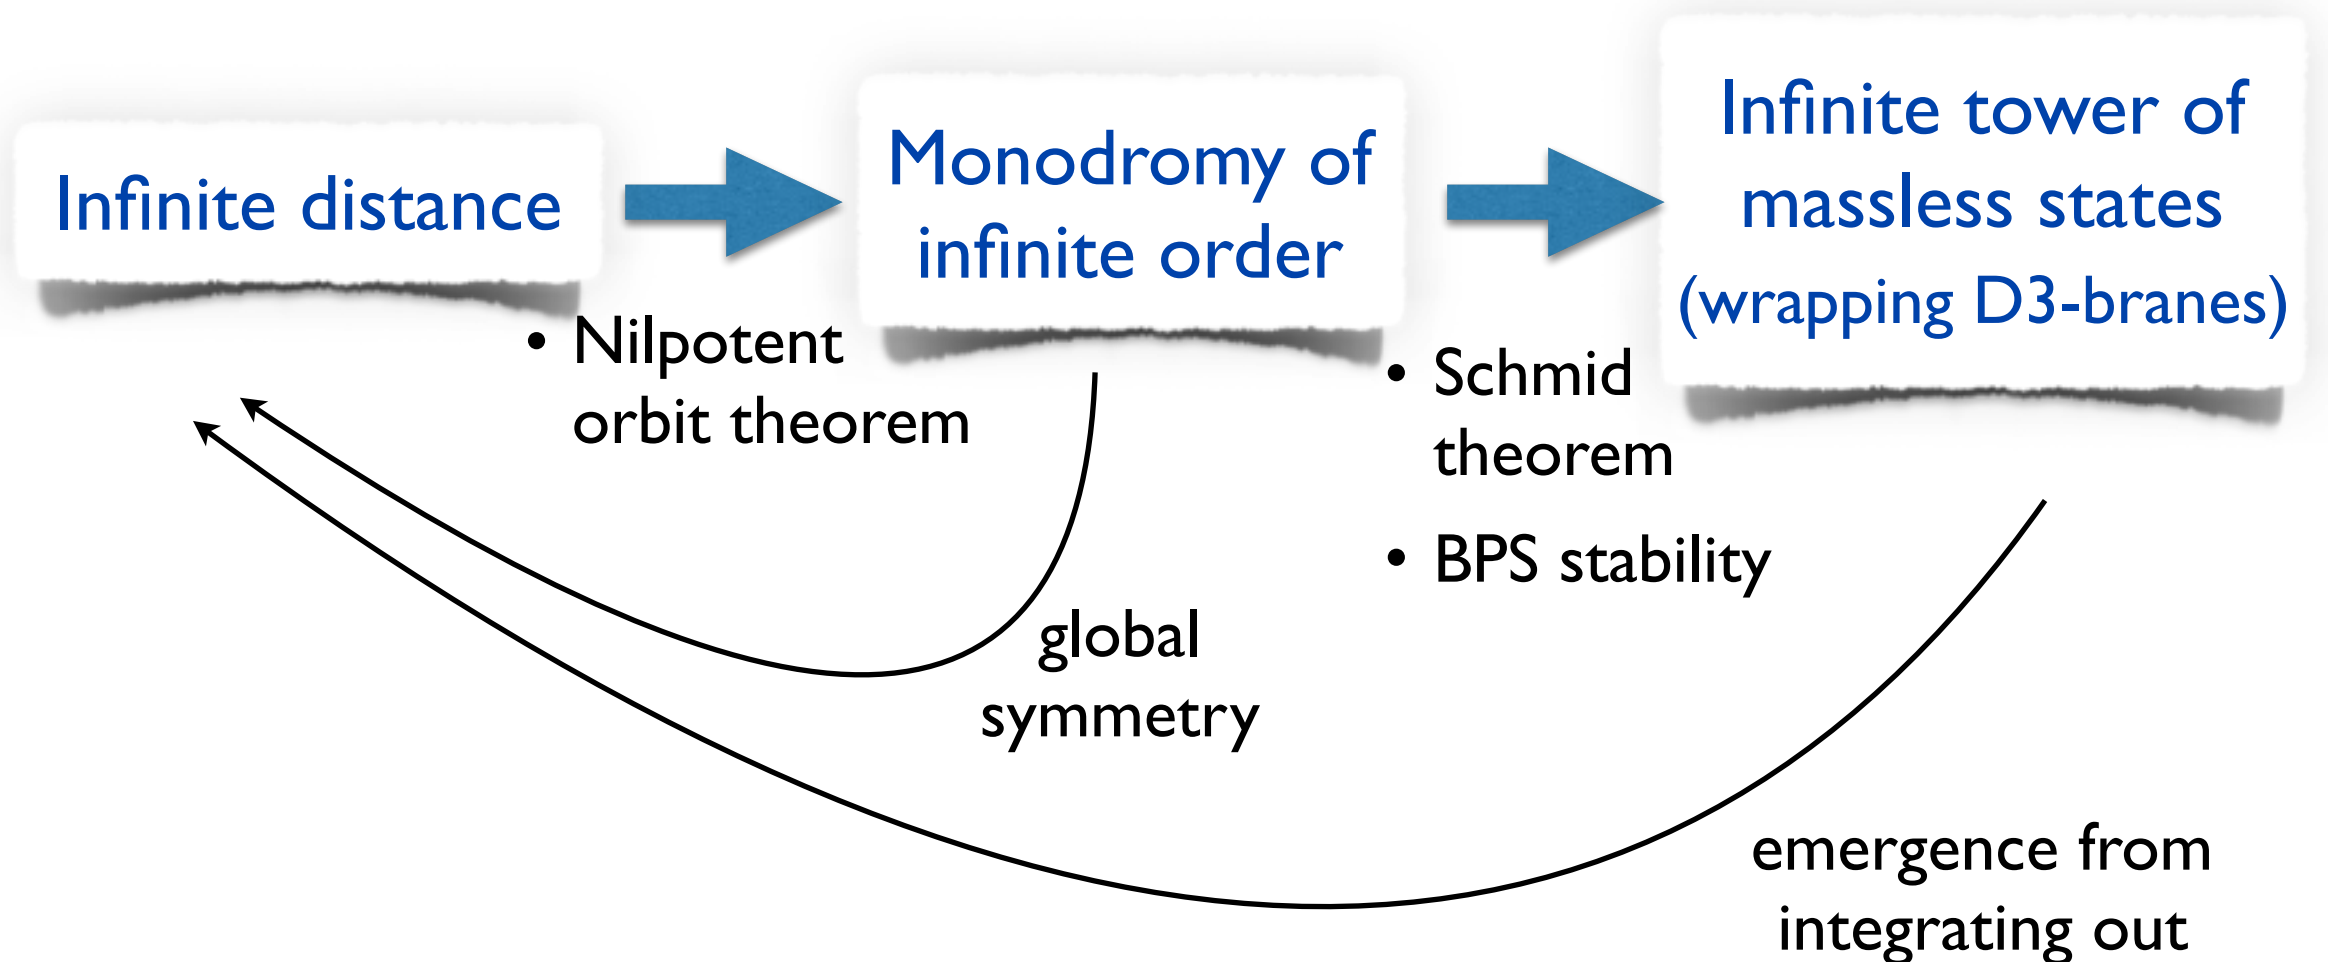 Infinite distance
Monodromy of
infinite order
Infinite tower of
massless states
(wrapping D3-branes)
• Nilpotent
orbit theorem
• Schmid
theorem
• BPS stability
global
symmetry
emergence from
integrating out